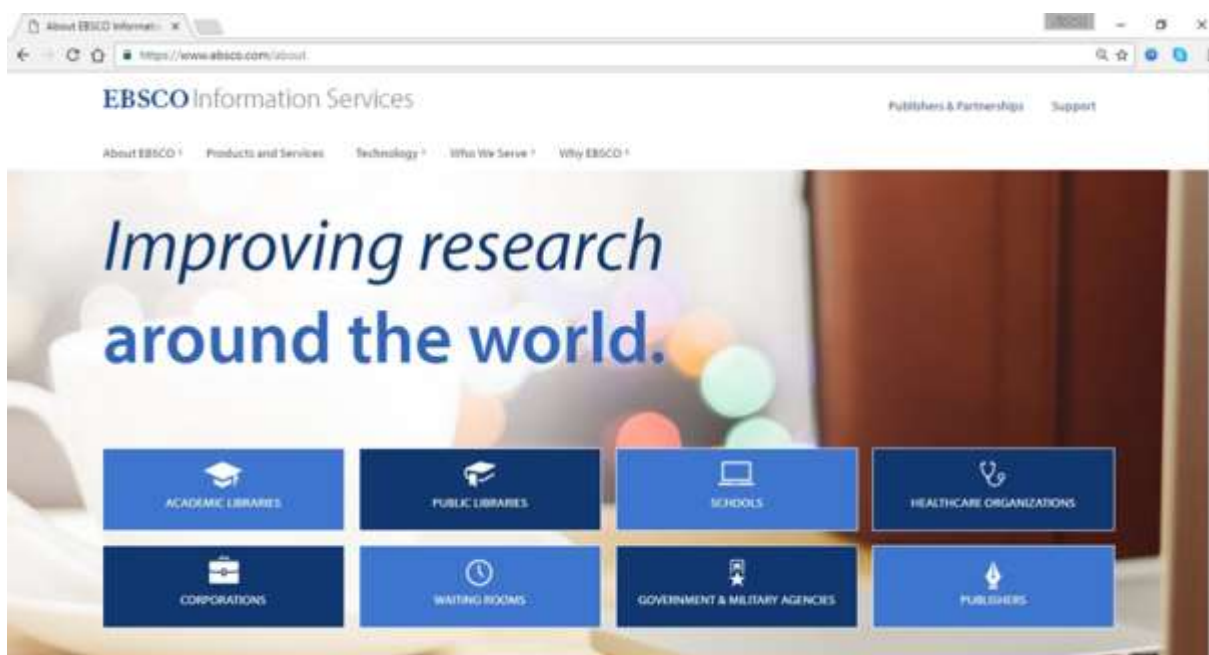 About EBSCO Informati
https://www.ebsco.com/about
EBSCO Information Services
Publishers & Partnerships Support
About EBSCO Products and Services Technology Who We Serve Why EBSCO
Improving research
around the world.
ACADEMIC LIBRARIES PUBLIC LIBRARIES SCHOOLS HEALTHCARE ORGANIZATIONS
CORPORATIONS WAITING ROOMS GOVERNMENT & MILITARY AGENCIES PUBLISHERS